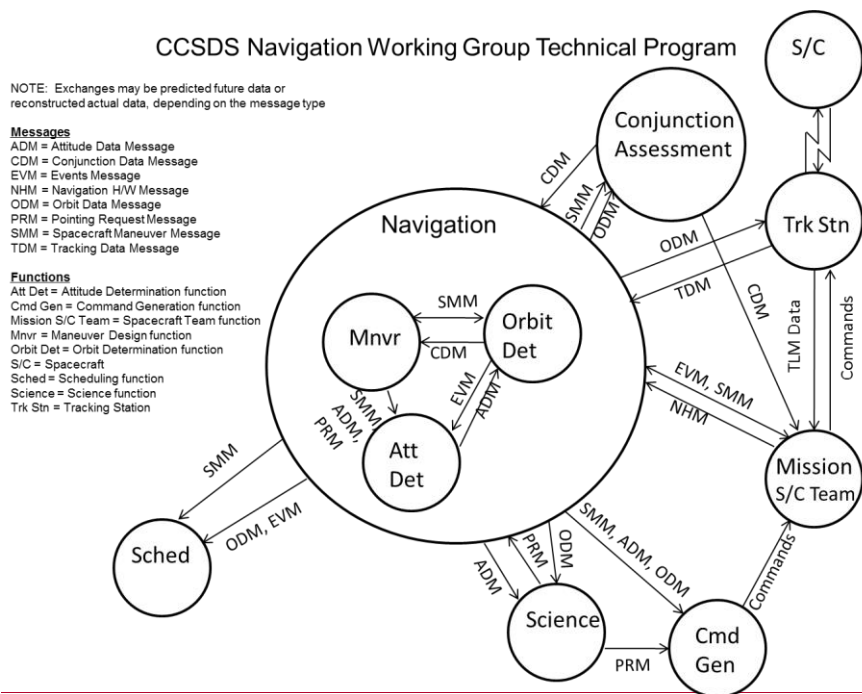 CCSDS Navigation Working Group Technical Program
NOTE: Exchanges may be predicted future data or
reconstructed actual data, depending on the message type
Messages
ADM = Attitude Data Message
CDM = Conjunction Data Message
EVM = Events Message
NHM = Navigation H/W Message
ODM = Orbit Data Message
PRM = Pointing Request Message
SMM = Spacecraft Maneuver Message
TDM = Tracking Data Message
Functions
Att Det = Attitude Determination function
Cmd Gen = Command Generation function
Mission S/C Team = Spacecraft Team function
Mnvr = Maneuver Design function
Orbit Det = Orbit Determination function
S/C = Spacecraft
Sched = Scheduling function
Science = Science function
Trk Stn = Tracking Station
S/C
Conjunction
Assessment
CDM
SMM
ODM
Navigation
Trk Stn
ODM
TDM
CDM
TLM Data
Commands
SMM
Mnvr
Orbit
Det
CDM
EVM
ADM
SMM,
ADM,
PRM
Att
Det
EVM, SMM
NHM
Mission
S/C Team
SMM
ODM, EVM
Sched
ADM
PRM
ODM
SMM, ADM, ODM
Commands
Science
PRM
Cmd
Gen